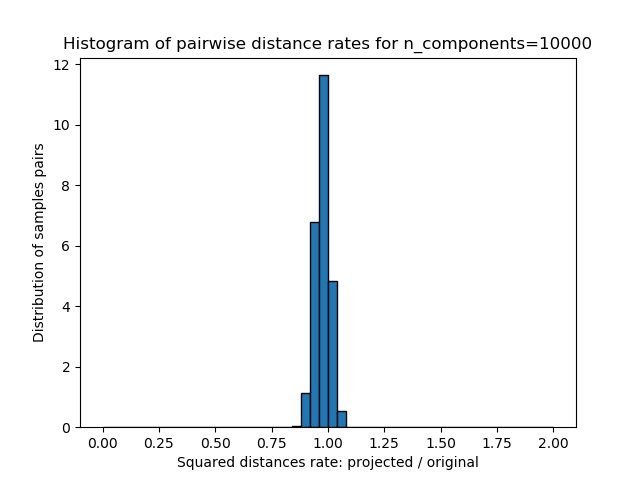 Histogram of pairwise distance rates for n_components=10000
12
10
8
6
4
2
0
Distribution of samples pairs
0.00 0.25 0.50 0.75 1.00 1.25 1.50 1.75 2.00
Squared distances rate: projected / original